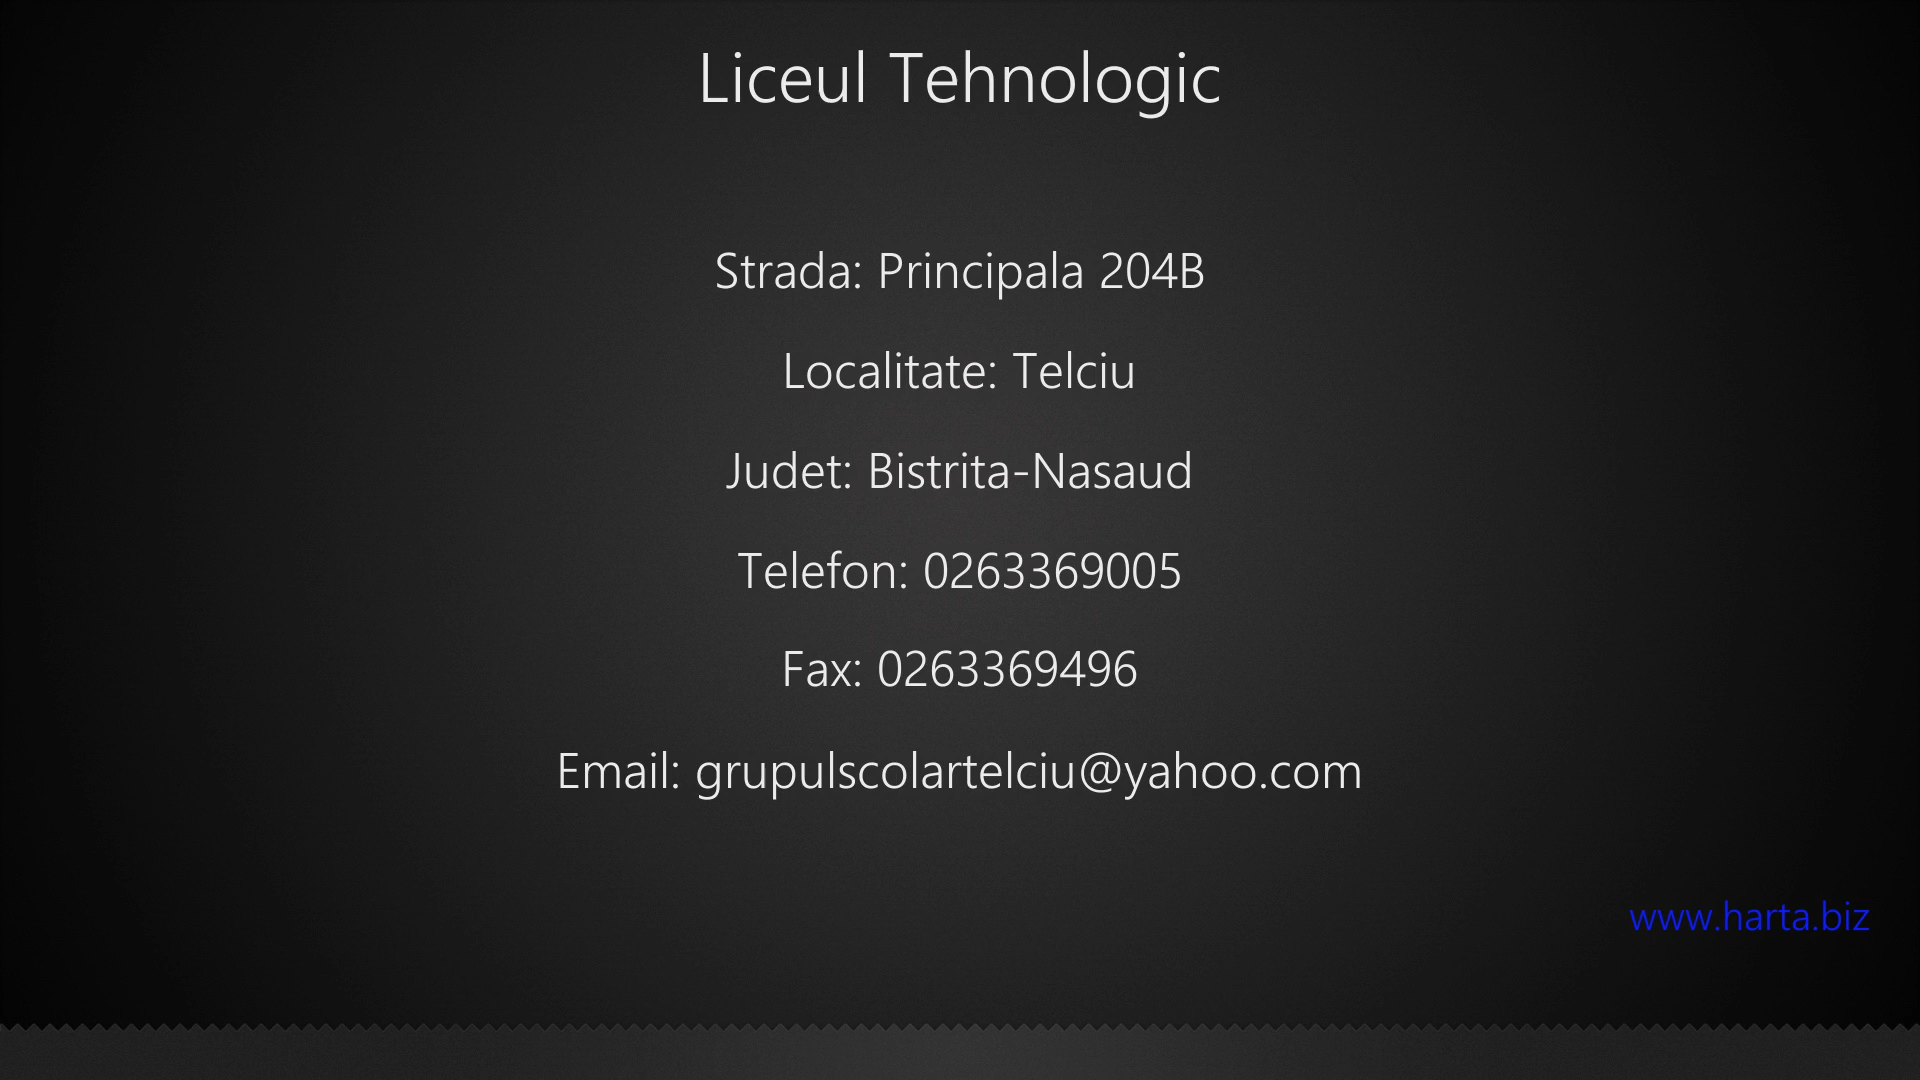 Liceul Tehnologic
Strada: Principala 204B
Localitate: Telciu
Judet: Bistrita-Nasaud
Telefon: 0263369005
Fax: 0263369496
Email: grupulscolartelciu@yahoo.com
www.harta.biz